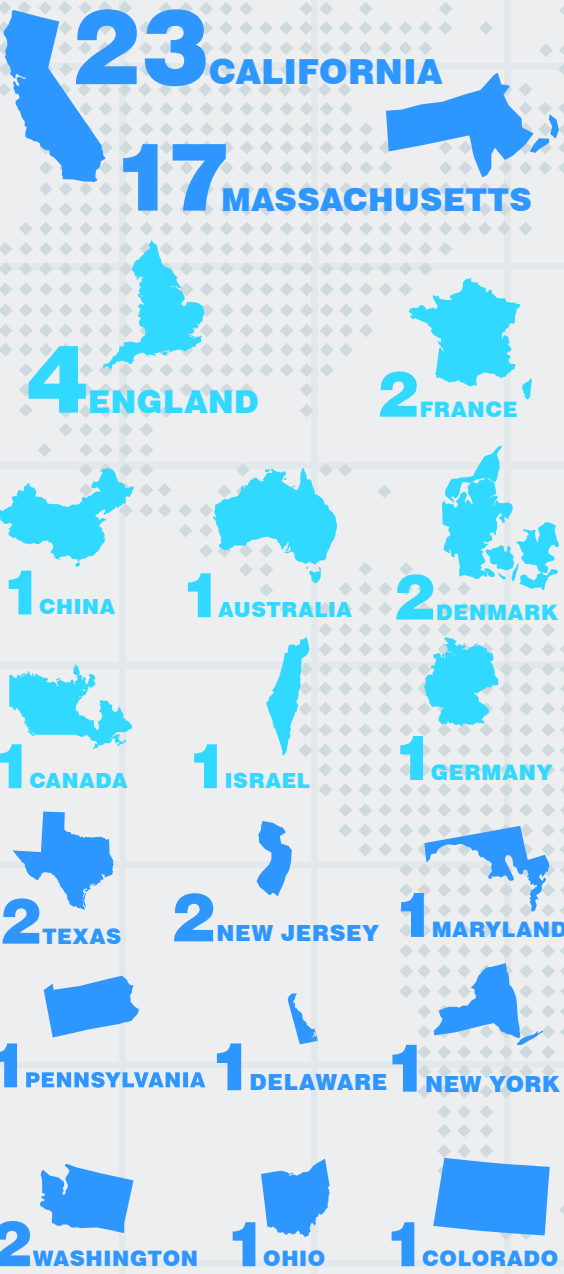 23 CALIFORNIA
17 MASSACHUSETTS
4 ENGLAND
2 FRANCE
1 CHINA
1 AUSTRALIA
2 DENMARK
1 CANADA
1 ISRAEL
1 GERMANY
2 TEXAS
2 NEW JERSEY
1 MARYLAND
1 PENNSYLVANIA
1 DELAWARE
1 NEW YORK
2 WASHINGTON
1 OHIO
1 COLORADO